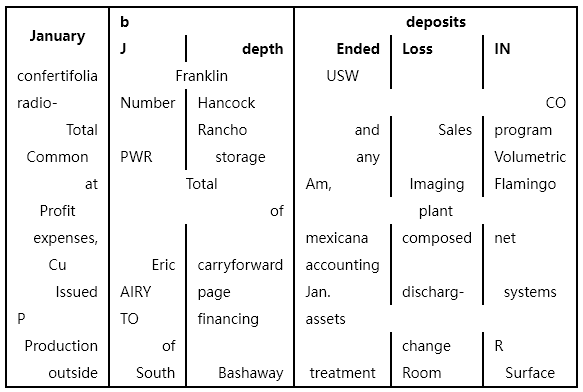 January b deposits
J depth Ended Loss IN
confertifolia Franklin USW
radio- Number Hancock CO
Total Rancho and Sales program
Common PWR storage any Volumetric
at Total Am, Imaging Flamingo
Profit of plant
expenses, mexicana composed net
Cu Eric carryforward accounting
Issued AIRY page Jan. discharg- systems
P TO financing assets
Production of change R
outside South Bashaway treatment Room Surface